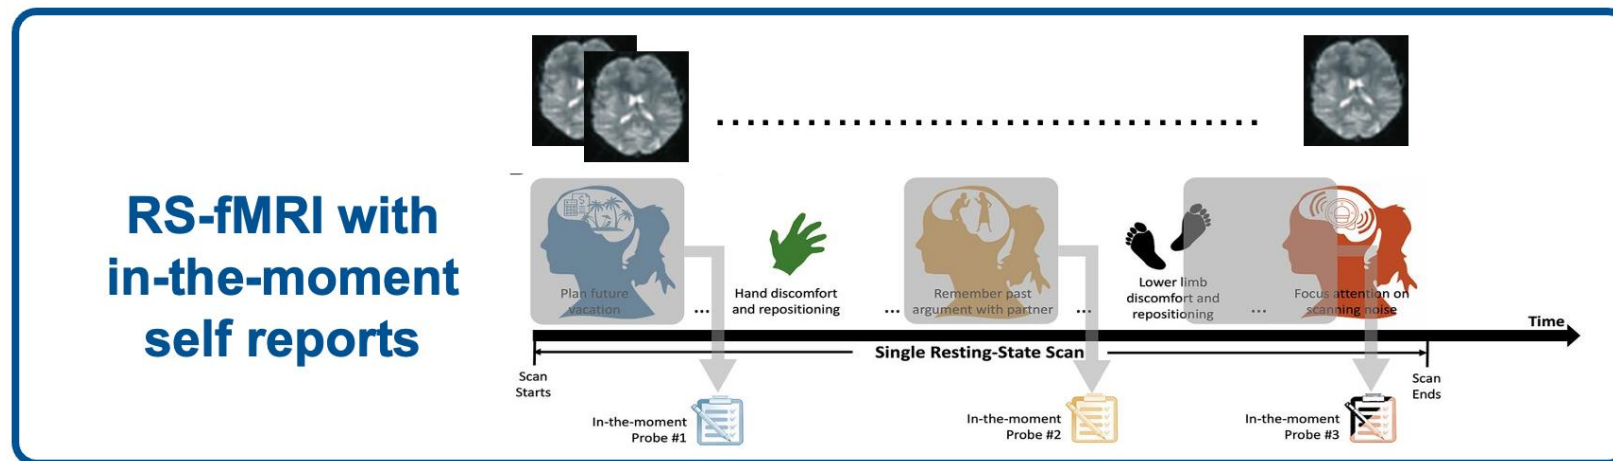 RS-fMRI with
in-the-moment
self reports
Plan future
vacation
...
Hand discomfort
and repositioning
...
Remember past
argument with partner
...
Lower limb
discomfort and
repositioning
...
Focus attention on
scanning noise
Time
Single Resting-State Scan
Scan
Starts
Scan
Ends
In-the-moment
Probe #1
In-the-moment
Probe #2
In-the-moment
Probe #3